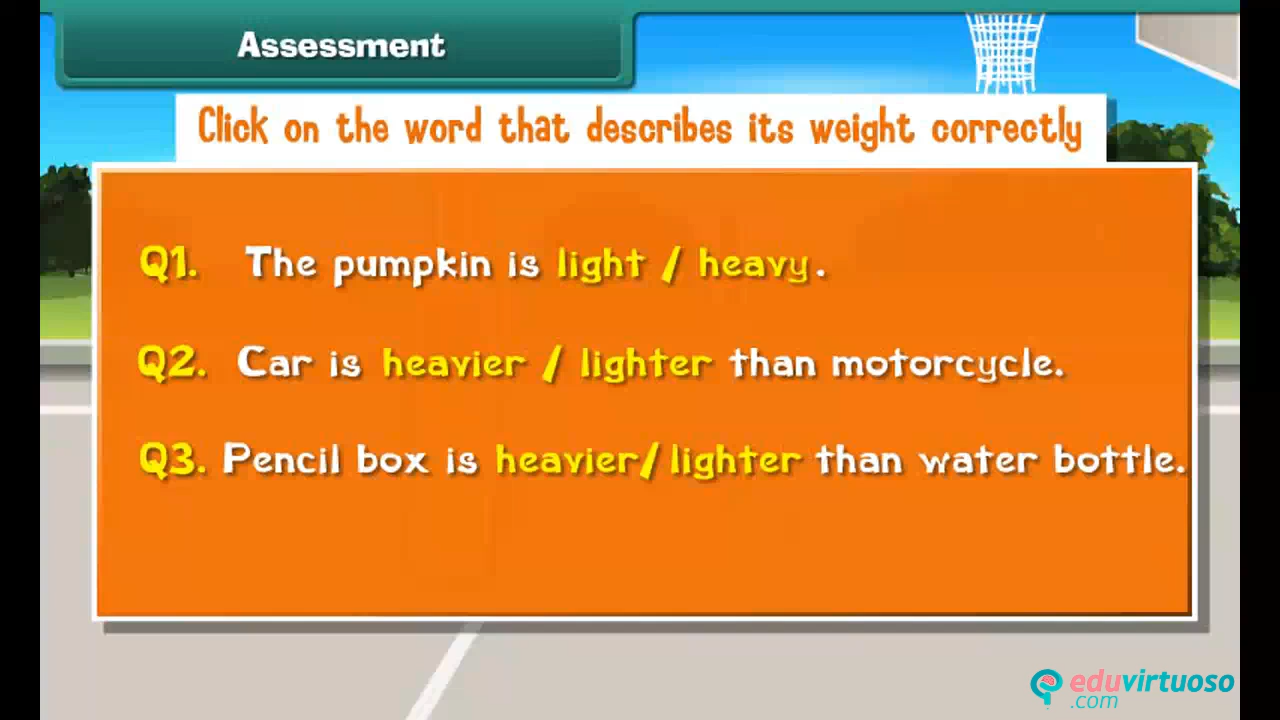 Assessment
Click on the word that describes its weight correctly
Q1. The pumpkin is light / heavy.
Q2. Car is heavier / lighter than motorcycle.
Q3. Pencil box is heavier/lighter than water bottle.
eduvirtuoso
.com